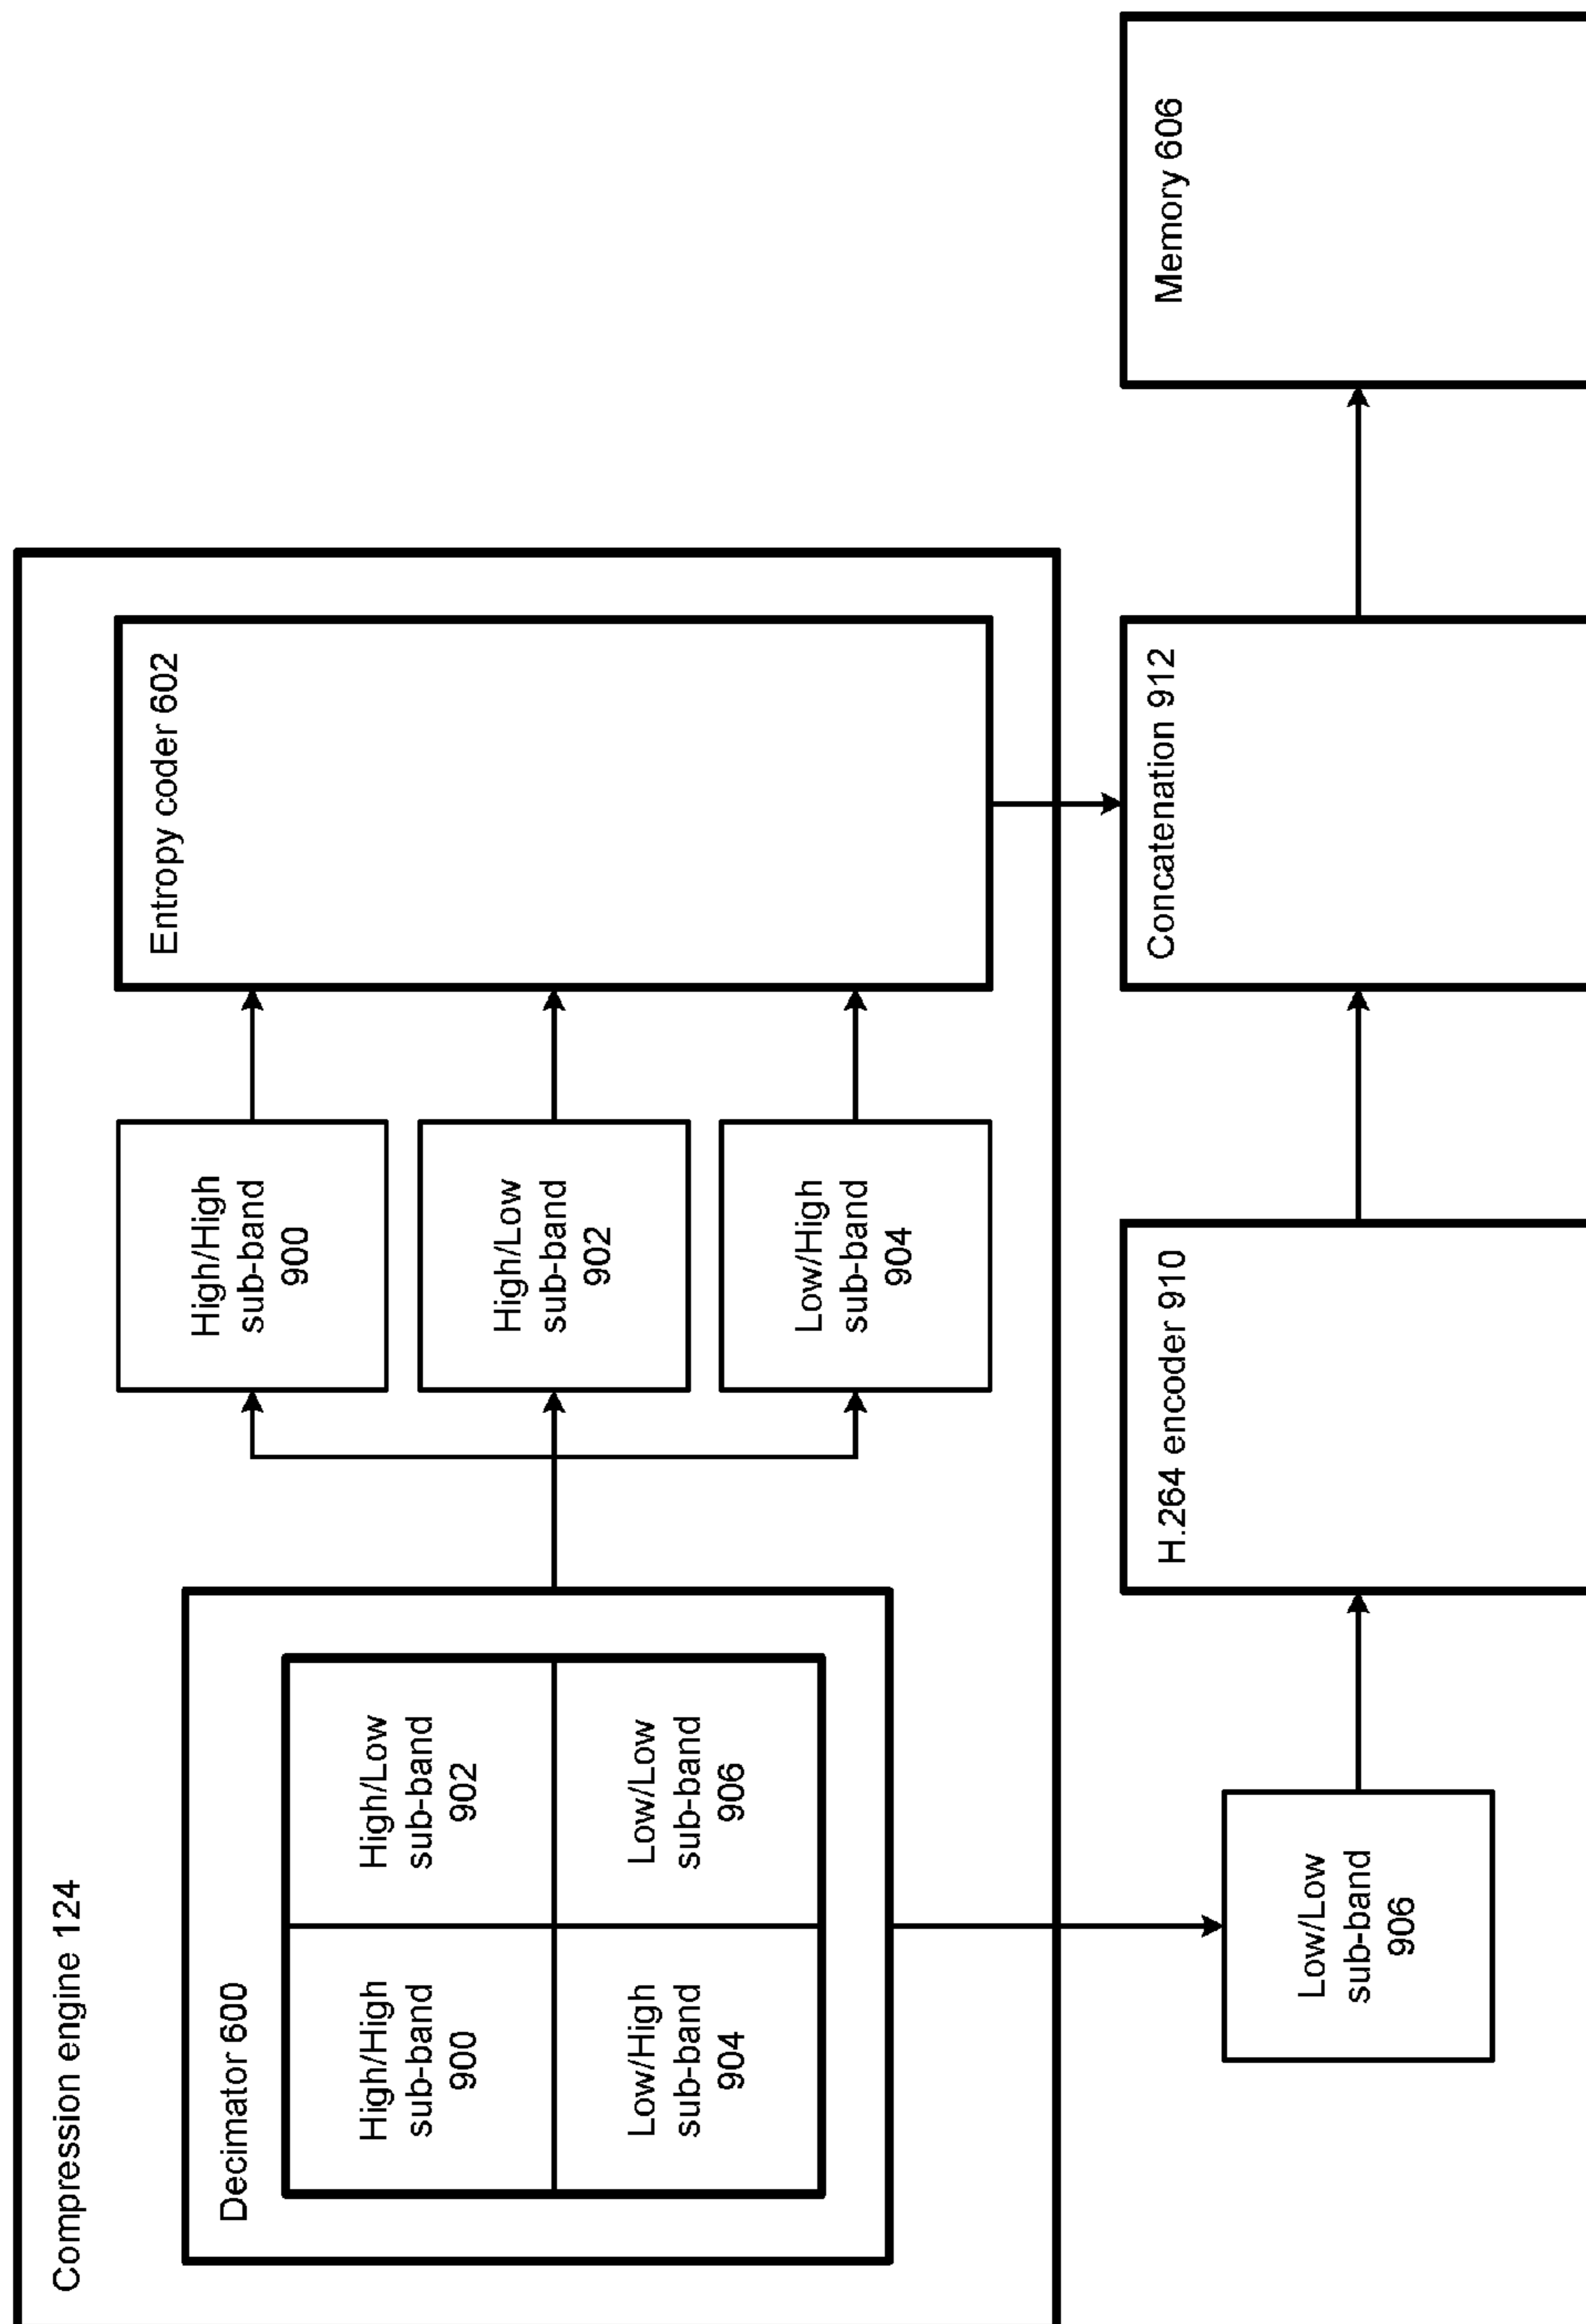 Compression engine 124
Decimator 600
High/High
sub-band
900
High/Low
sub-band
902
Low/High
sub-band
904
Low/Low
sub-band
906
High/High
sub-band
900
High/Low
sub-band
902
Low/High
sub-band
904
Entropy coder 602
Low/Low
sub-band
906
H.264 encoder 910
Concatenation 912
Memory 606